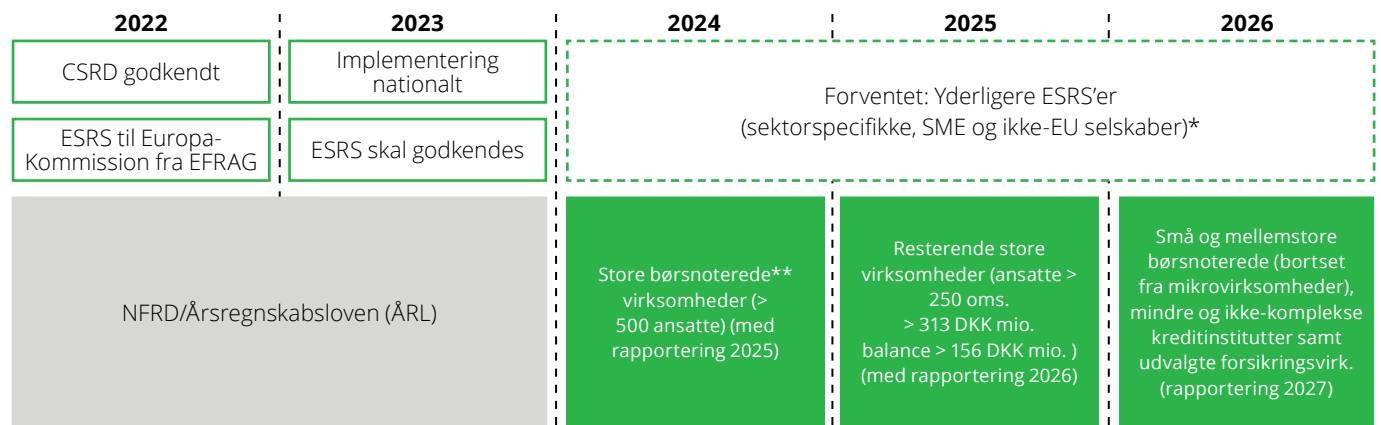 2022
2023
2024
2025
2026
CSRD godkendt
Implementering
nationalt
ESRS til Europa-
Kommission fra EFRAG
ESRS skal godkendes
Forventet: Yderligere ESRS’er
(sektorspecifikke, SME og ikke-EU selskaber)*
NFRD/Årsregnskabsloven (ÅRL)
Store børsnoterede**
virksomheder (>
500 ansatte) (med
rapportering 2025)
Resterende store
virksomheder (ansatte >
250 oms.
> 313 DKK mio.
balance > 156 DKK mio. )
(med rapportering 2026)
Små og mellemstore
børsnoterede (bortset
fra mikrovirksomheder),
mindre og ikke-komplekse
kreditinstitutter samt
udvalgte forsikringsvirk.
(rapportering 2027)